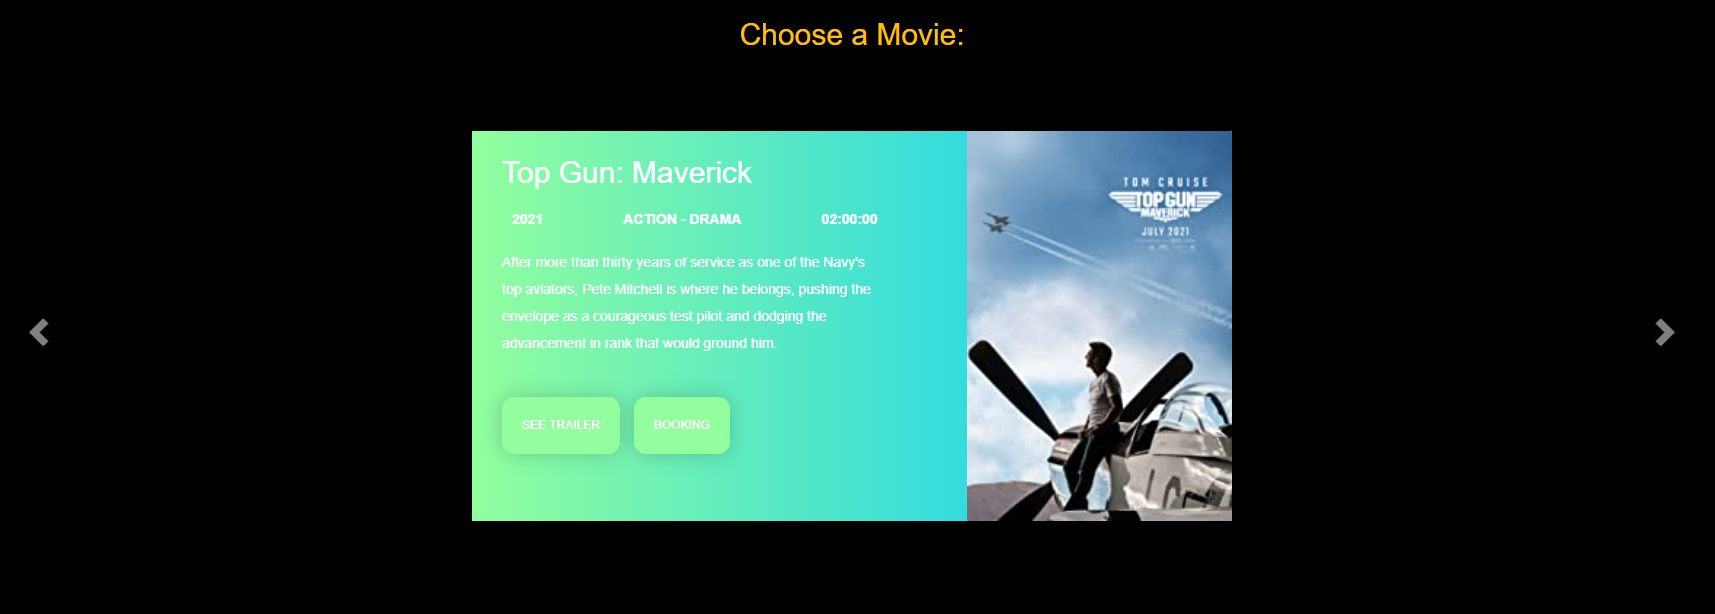 Choose a Movie:
Top Gun: Maverick
2021 ACTION - DRAMA 02:00:00
After more than thirty years of service as one of the Navy's
top aviators, Pete Mitchell is where he belongs, pushing the
envelope as a courageous test pilot and dodging the
advancement in rank that would ground him.
SEE TRAILER BOOKING
TOM CRUISE
TOP GUN
MAVERICK
JULY 2021